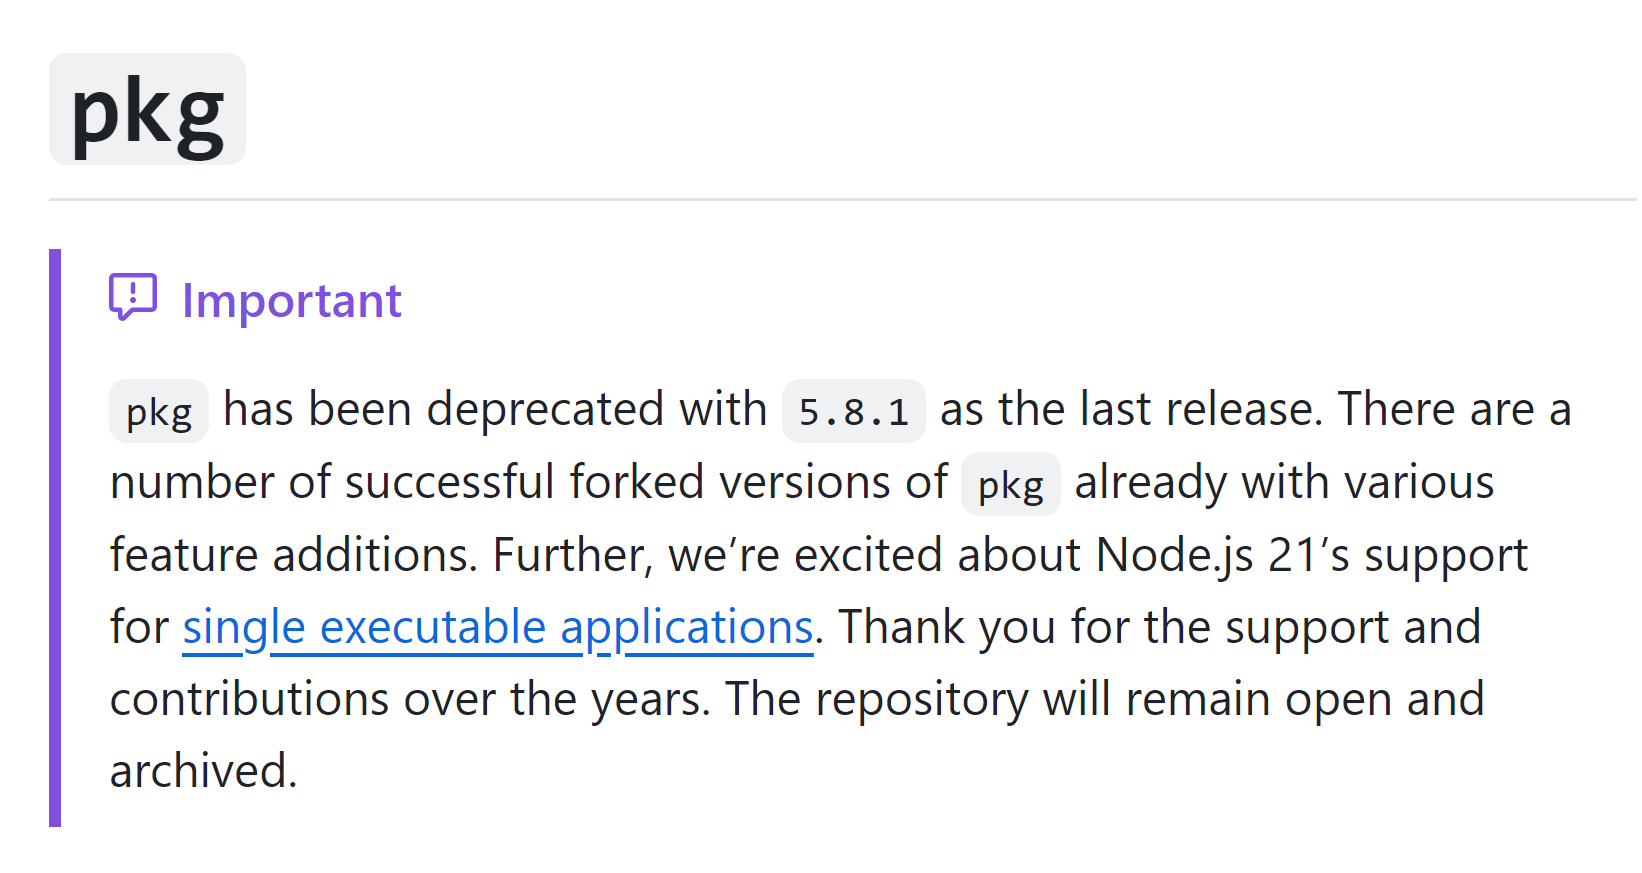 pkg
Important
pkg has been deprecated with 5.8.1 as the last release. There are a
number of successful forked versions of pkg already with various
feature additions. Further, we’re excited about Node.js 21’s support
for single executable applications. Thank you for the support and
contributions over the years. The repository will remain open and
archived.